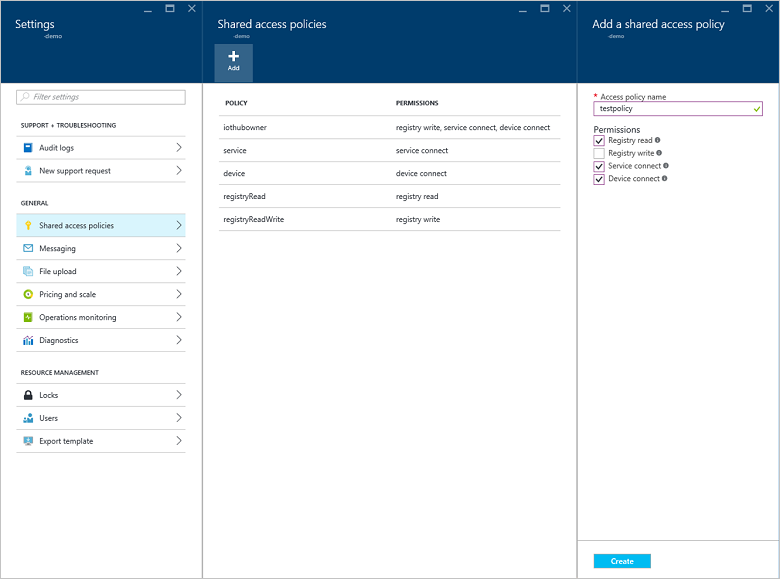 Settings
-demo
Filter settings
SUPPORT + TROUBLESHOOTING
Audit logs
New support request
GENERAL
Shared access policies
Messaging
File upload
Pricing and scale
Operations monitoring
Diagnostics
RESOURCE MANAGEMENT
Locks
Users
Export template
Shared access policies
-demo
Add
POLICY PERMISSIONS
iothubowner registry write, service connect, device connect
service service connect
device device connect
registryRead registry read
registryReadWrite registry write
Add a shared access policy
-demo
* Access policy name
testpolicy
Permissions
Registry read
Registry write
Service connect
Device connect
Create